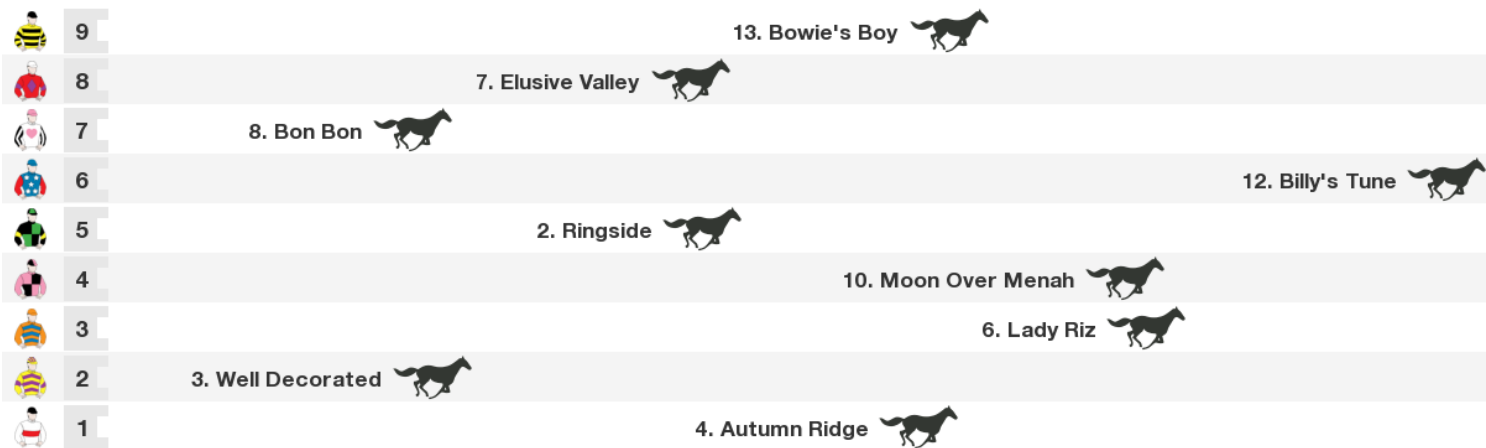 9 13. Bowie's Boy
8 7. Elusive Valley
7 8. Bon Bon
6 12. Billy's Tune
5 2. Ringside
4 10. Moon Over Menah
3 6. Lady Riz
2 3. Well Decorated
1 4. Autumn Ridge